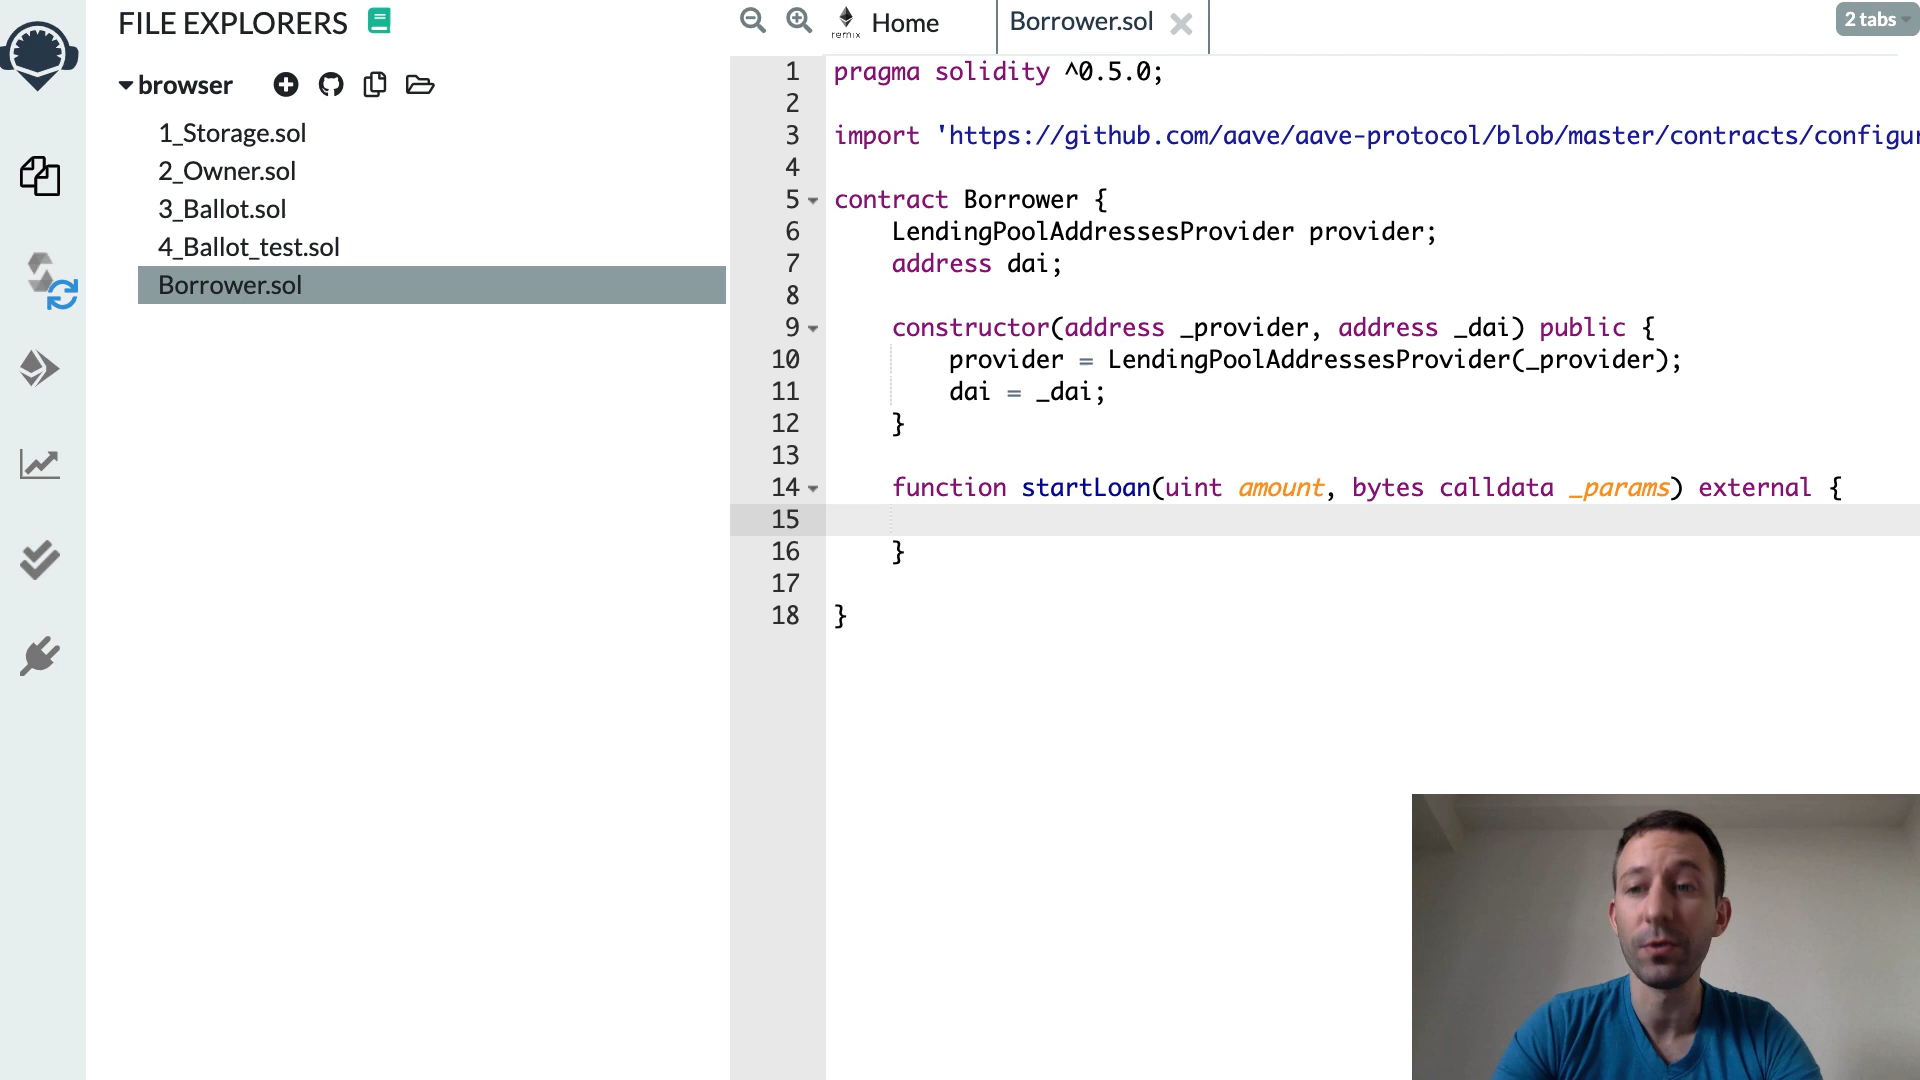 FILE EXPLORERS
browser
1_Storage.sol
2_Owner.sol
3_Ballot.sol
4_Ballot_test.sol
Borrower.sol
remix
Home
Borrower.sol
2 tabs
1 pragma solidity ^0.5.0;
2
3 import 'https://github.com/aave/aave-protocol/blob/master/contracts/configu
4
5 contract Borrower {
6 LendingPoolAddressesProvider provider;
7 address dai;
8
9 constructor(address _provider, address _dai) public {
10 provider = LendingPoolAddressesProvider(_provider);
11 dai = _dai;
12 }
13
14 function startLoan(uint amount, bytes calldata _params) external {
15
16 }
17
18 }